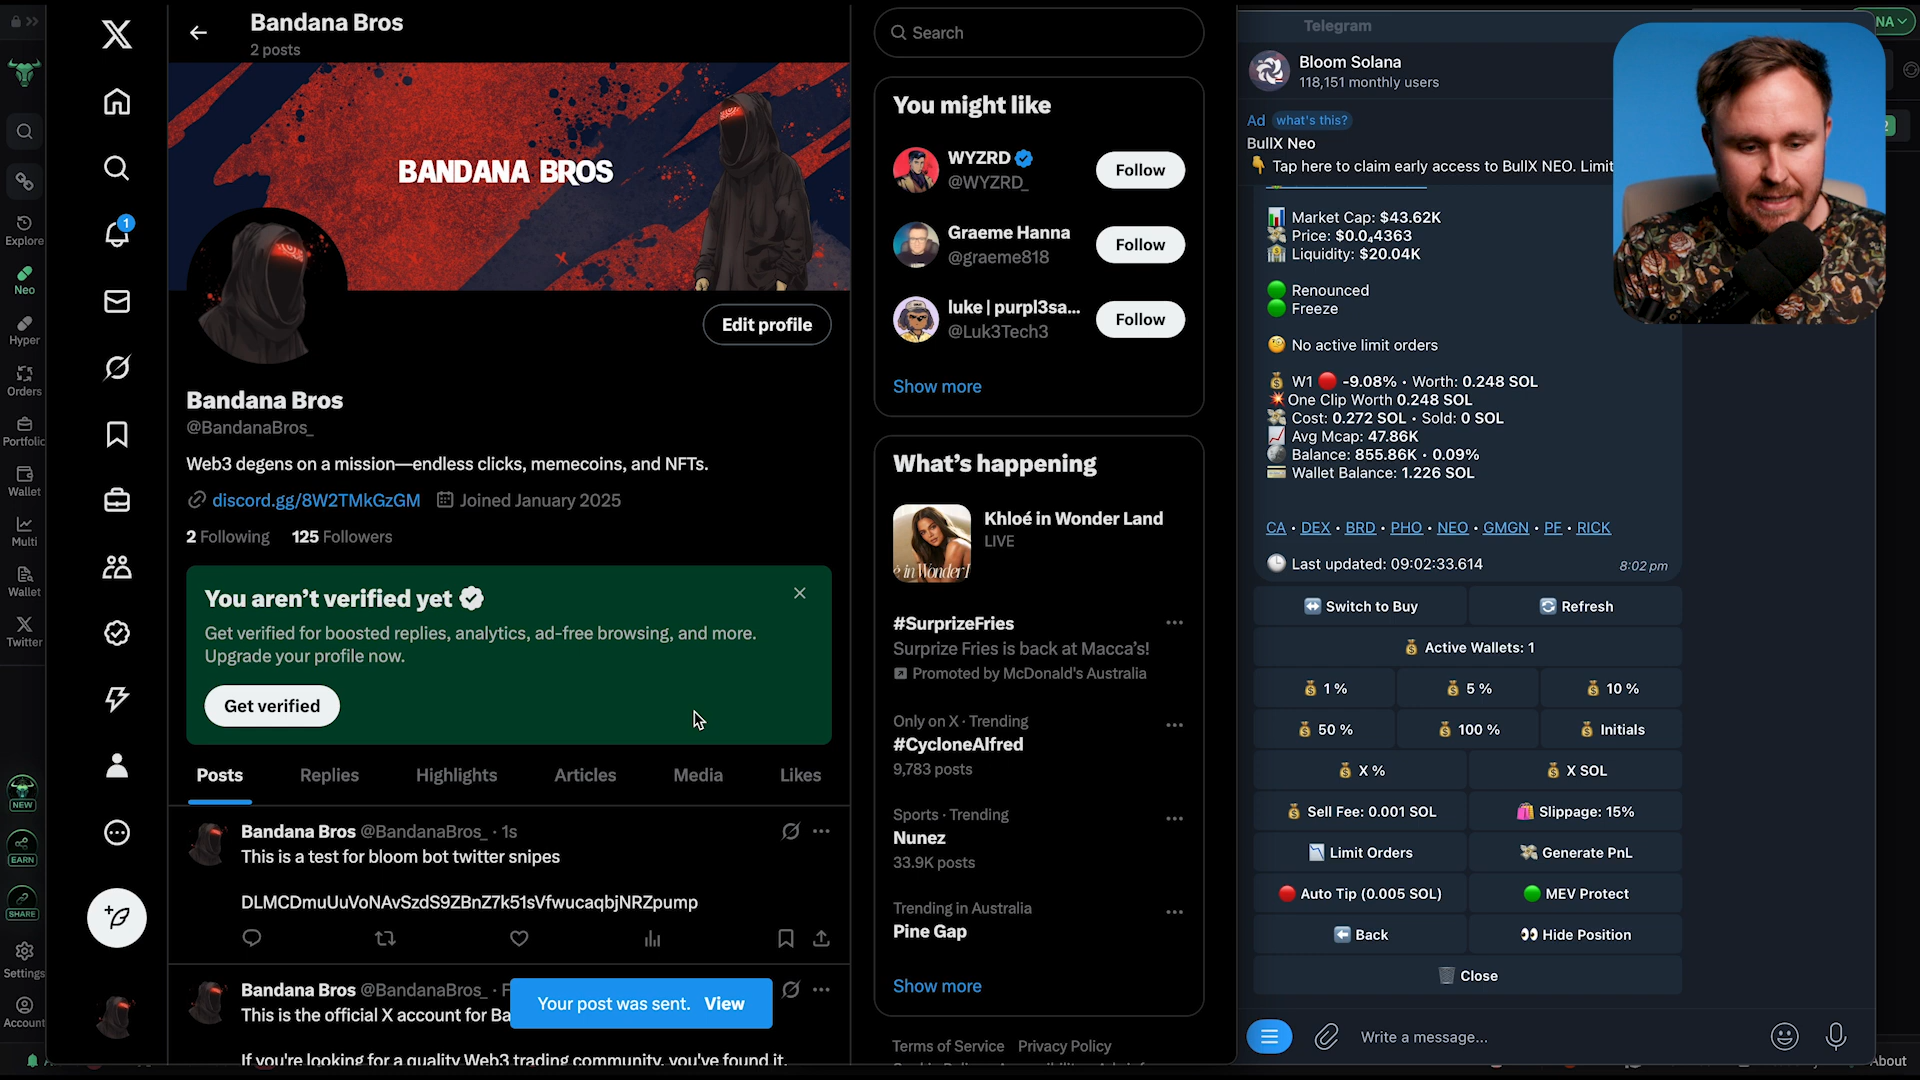 Bandana Bros
2 posts
BANDANA BROS
Edit profile
Bandana Bros
@BandanaBros_
Web3 degens on a mission—endless clicks, memecoins, and NFTs.
discord.gg/8W2TMkGzGM Joined January 2025
2 Following 125 Followers
You aren't verified yet
Get verified for boosted replies, analytics, ad-free browsing, and more.
Upgrade your profile now.
Get verified
Posts Replies Highlights Articles Media Likes
Bandana Bros @BandanaBros_ · 1s
This is a test for bloom bot twitter snipes
DLMCDmuUuVoNAvSzdS9ZBnZ7k51sVfwucaqbjNRZpump
Bandana Bros @BandanaBros_ ·
This is the official X account for
If you're looking for a quality Web3 trading community, you've found it.
Your post was sent. View
1
Explore
Neo
Hyper
Orders
Portfolio
Wallet
Multi
Wallet
Twitter
NEW
EARN
SHARE
Settings
Account
Search
You might like
WYZRD
@WYZRD_
Follow
Graeme Hanna
@graeme818
Follow
luke | purpl3sa...
@Luk3Tech3
Follow
Show more
What's happening
Khloé in Wonder Land
LIVE
#SurprizeFries
Surprize Fries is back at Macca's!
Promoted by McDonald's Australia
Only on X · Trending
#CycloneAlfred
9,783 posts
Sports · Trending
Nunez
33.9K posts
Trending in Australia
Pine Gap
Show more
Terms of Service Privacy Policy
Telegram
Bloom Solana
118,151 monthly users
Ad what's this?
BullX Neo
Tap here to claim early access to BullX NEO. Limit
Market Cap: $43.62K
Price: $0.0₄4363
Liquidity: $20.04K
Renounced
Freeze
No active limit orders
W1 -9.08% • Worth: 0.248 SOL
One Clip Worth 0.248 SOL
Cost: 0.272 SOL • Sold: 0 SOL
Avg Mcap: 47.86K
Balance: 855.86K • 0.09%
Wallet Balance: 1.226 SOL
CA • DEX • BRD • PHO • NEO • GMGN • PF • RICK
Last updated: 09:02:33.614
8:02 pm
Switch to Buy Refresh
Active Wallets: 1
1 % 5 % 10 %
50 % 100 % Initials
X % X SOL
Sell Fee: 0.001 SOL Slippage: 15%
Limit Orders Generate PnL
Auto Tip (0.005 SOL) MEV Protect
Back Hide Position
Close
Write a message...
NA
2
About